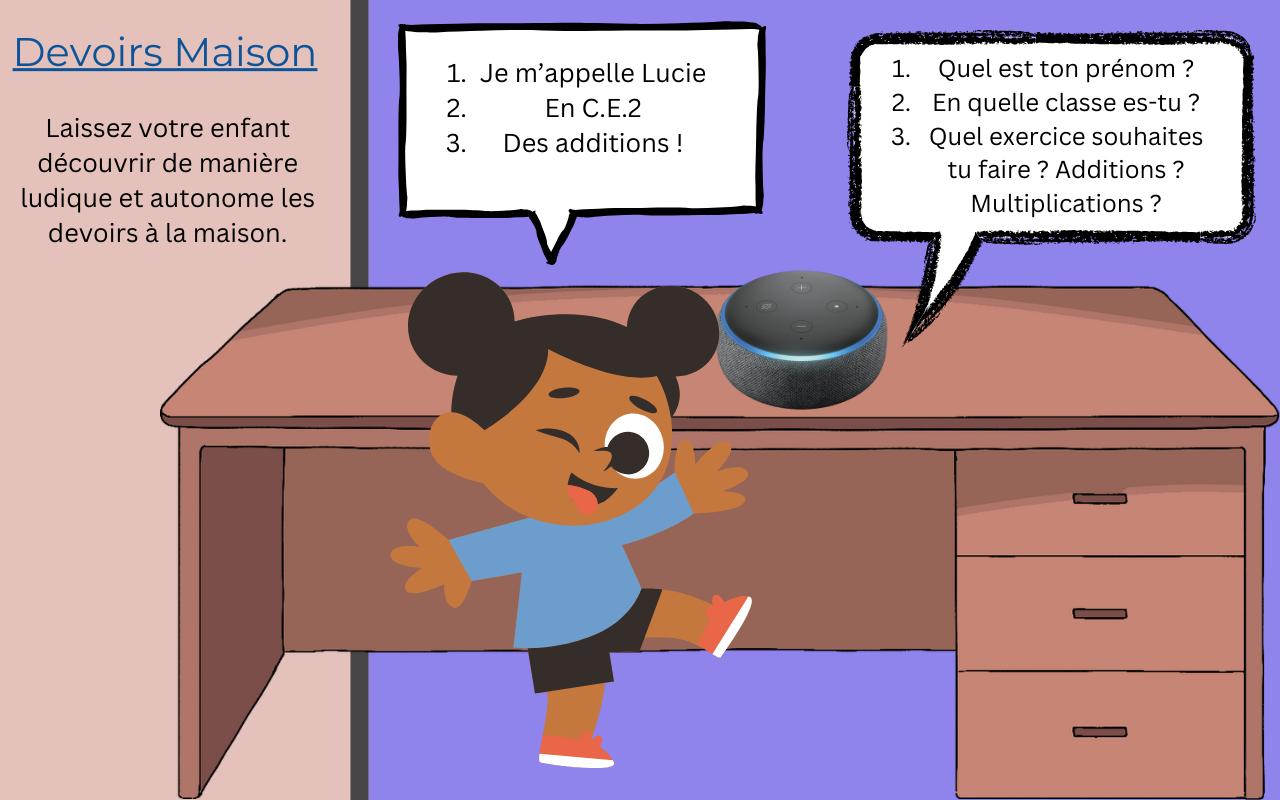 Devoirs Maison
Laissez votre enfant
découvrir de manière
ludique et autonome les
devoirs à la maison.
1. Je m’appelle Lucie
2. En C.E.2
3. Des additions !
1. Quel est ton prénom ?
2. En quelle classe es-tu ?
3. Quel exercice souhaites
tu faire ? Additions ?
Multiplications ?